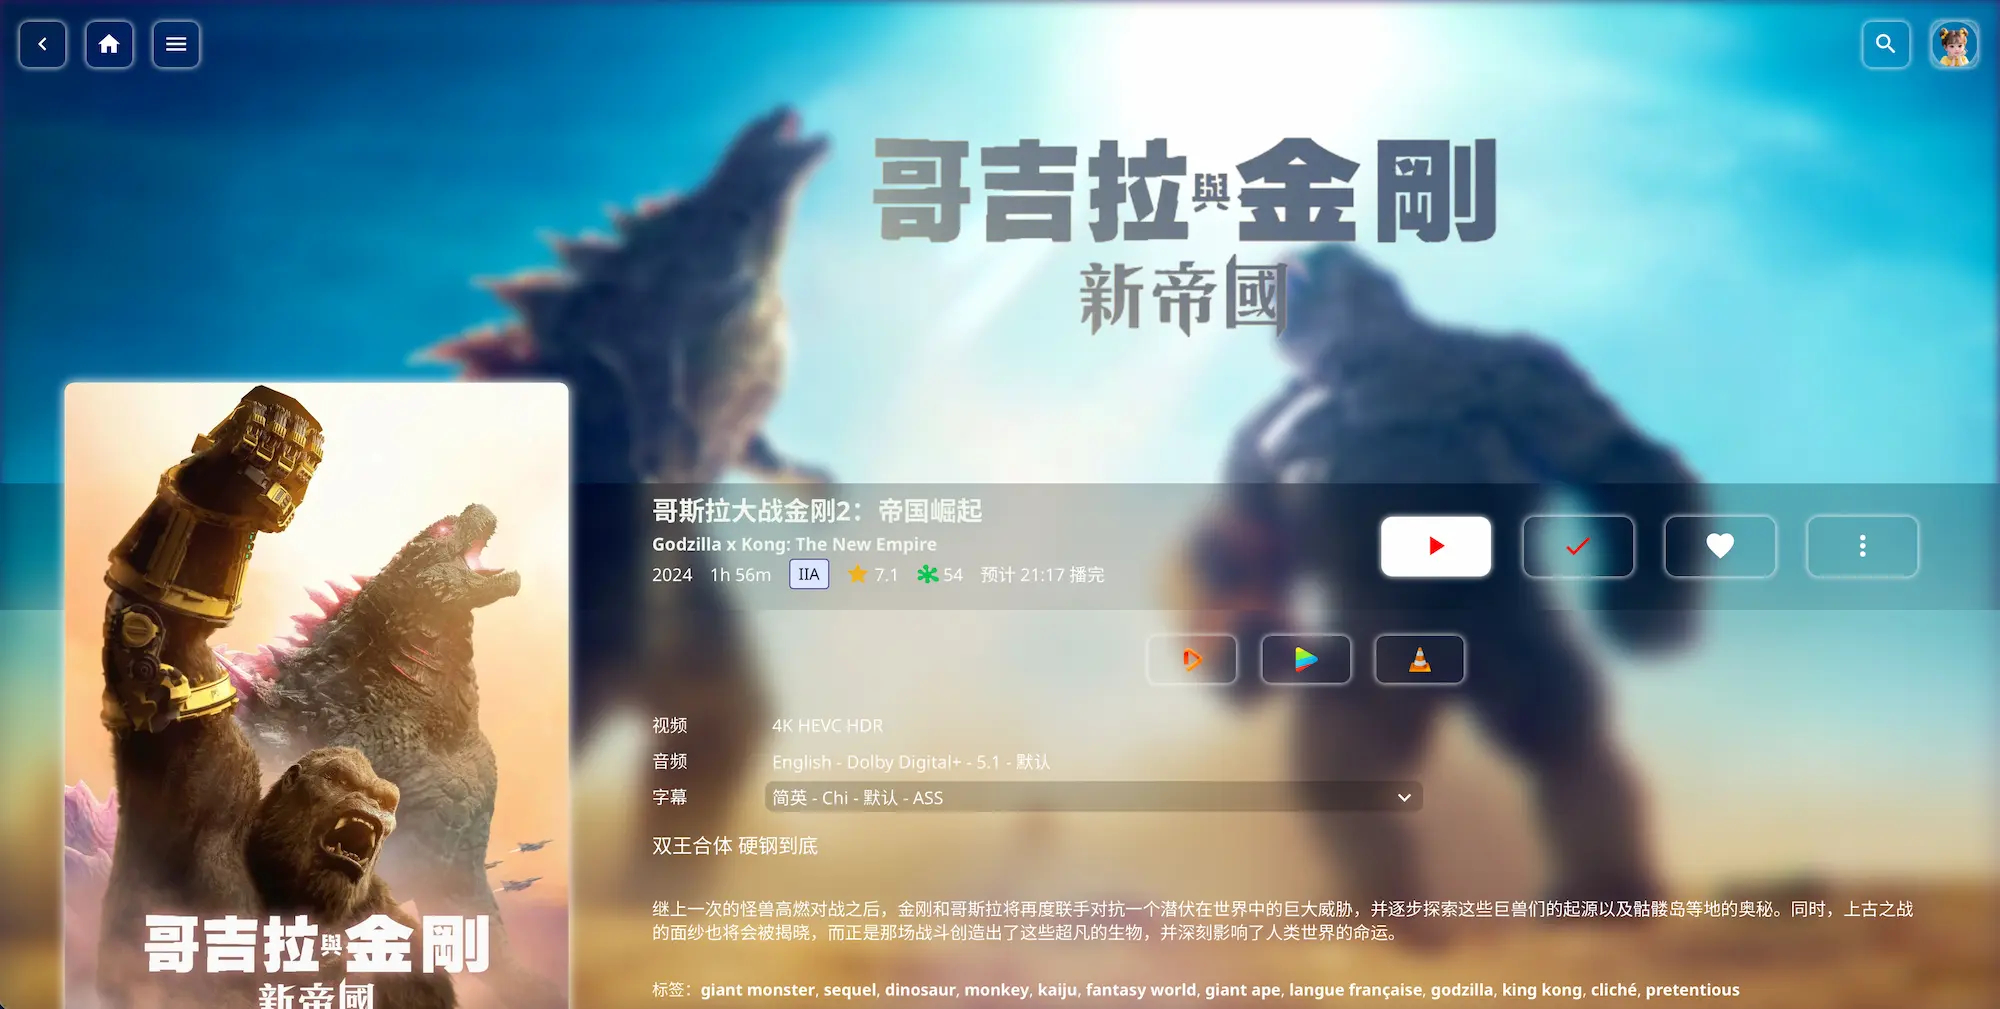 哥吉拉與金剛
新帝國
哥斯拉大战金刚2：帝国崛起
Godzilla x Kong: The New Empire
2024 1h 56m IIA 7.1 54 预计 21:17 播完
视频 4K HEVC HDR
音频 English - Dolby Digital+ - 5.1 - 默认
字幕 简英 - Chi - 默认 - ASS
双王合体 硬钢到底
继上一次的怪兽高燃对战之后，金刚和哥斯拉将再度联手对抗一个潜伏在世界中的巨大威胁，并逐步探索这些巨兽们的起源以及骷髅岛等地的奥秘。同时，上古之战
的面纱也将会被揭晓，而正是那场战斗创造出了这些超凡的生物，并深刻影响了人类世界的命运。
标签：giant monster, sequel, dinosaur, monkey, kaiju, fantasy world, giant ape, langue française, godzilla, king kong, cliché, pretentious
哥吉拉與金剛
新帝國